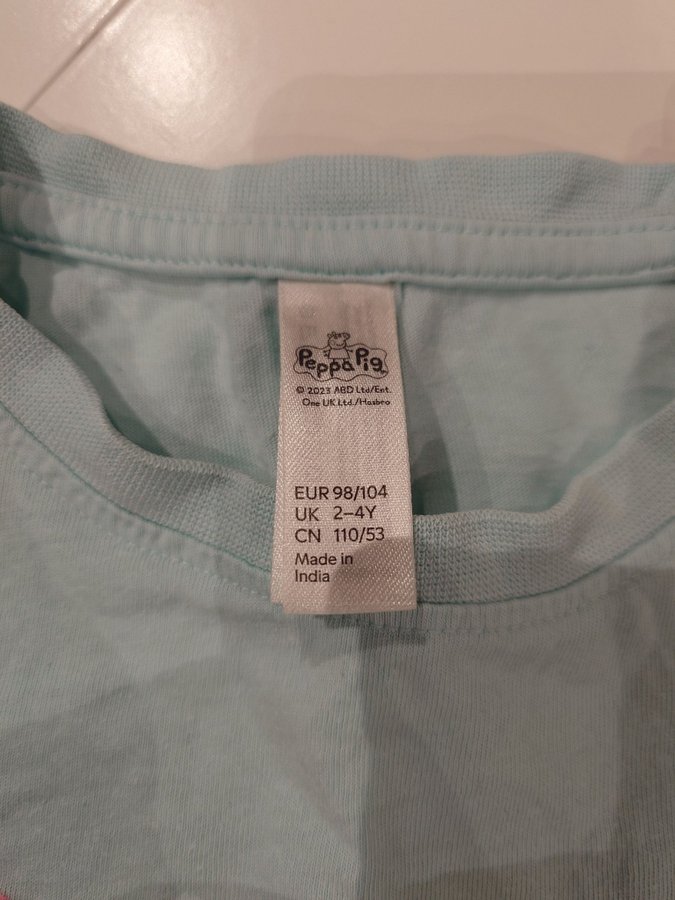 Peppa Pig
© 2023 ABD Ltd/Ent.
One UK Ltd./Hasbro
EUR 98/104
UK 2–4Y
CN 110/53
Made in
India